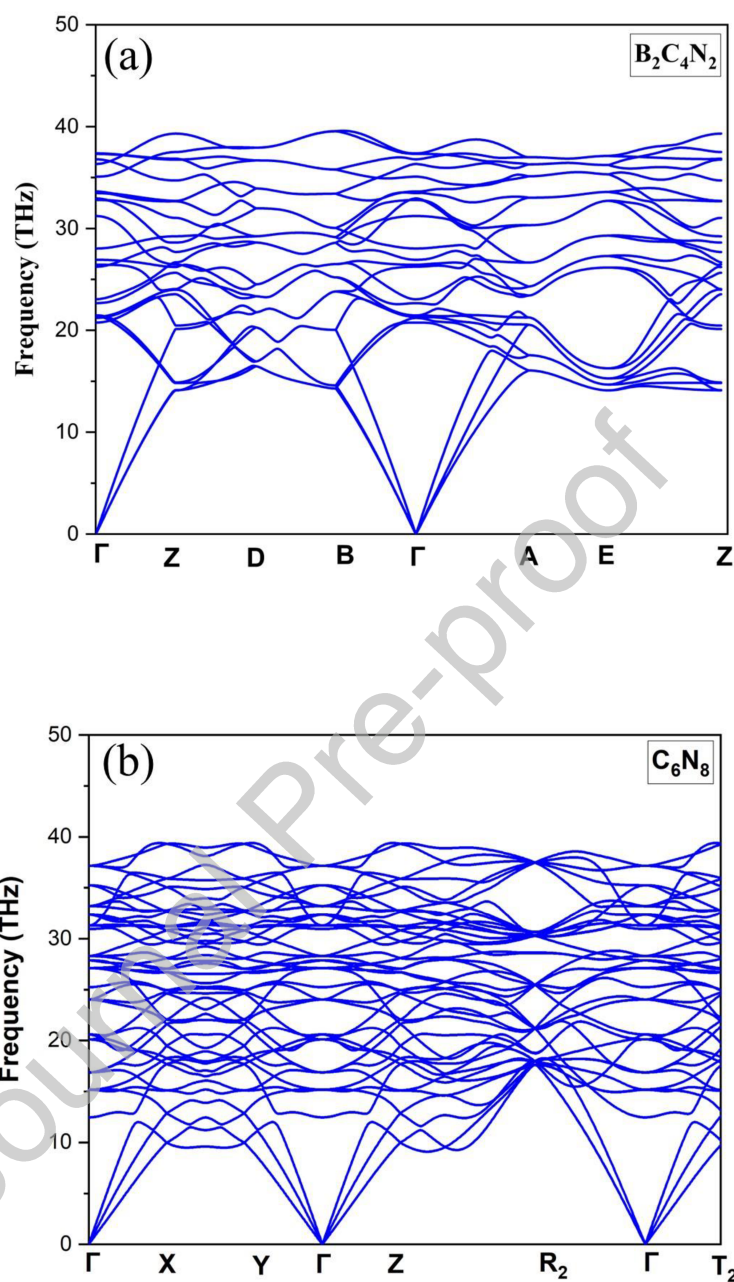 (a)
B₂C₄N₂
Frequency (THz)
50
40
30
20
10
0
Γ Z D B Γ A E Z
Journal Pre-proof
(b)
C₆N₈
Frequency (THz)
50
40
30
20
10
0
Γ X Y Γ Z R₂ Γ T₂